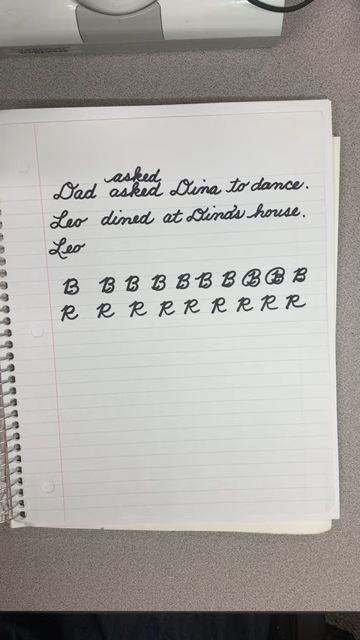 asked
Dad asked Dina to dance.
Leo dined at Dina's house.
Leo
B B B B B B B B B B
R R R R R R R R R R